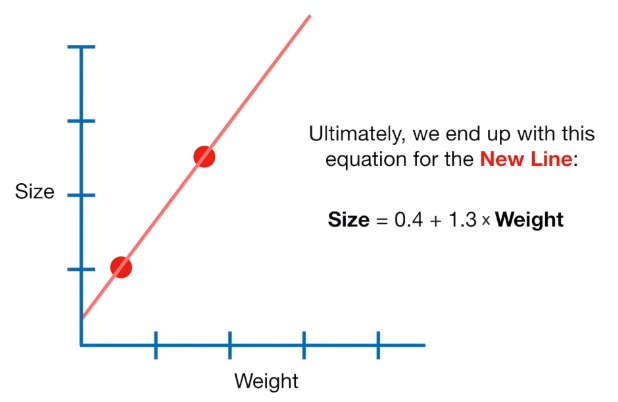 Ultimately, we end up with this
equation for the New Line:
Size
Size = 0.4 + 1.3 x Weight
Weight